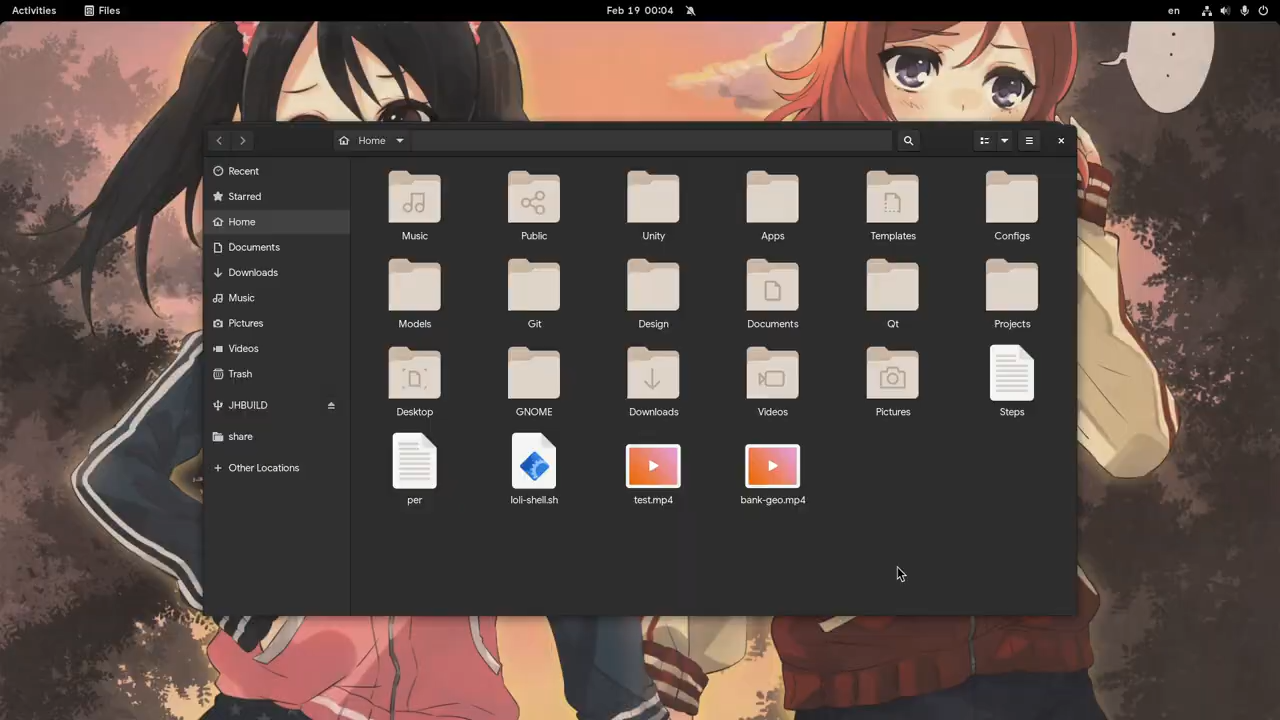 Activities Files Feb 19 00:04 en
Home
Recent
Starred
Home
Documents
Downloads
Music
Pictures
Videos
Trash
JHBUILD
share
Other Locations
Music Public Unity Apps Templates Configs
Models Git Design Documents Qt Projects
Desktop GNOME Downloads Videos Pictures Steps
per loli-shell.sh test.mp4 bank-geo.mp4